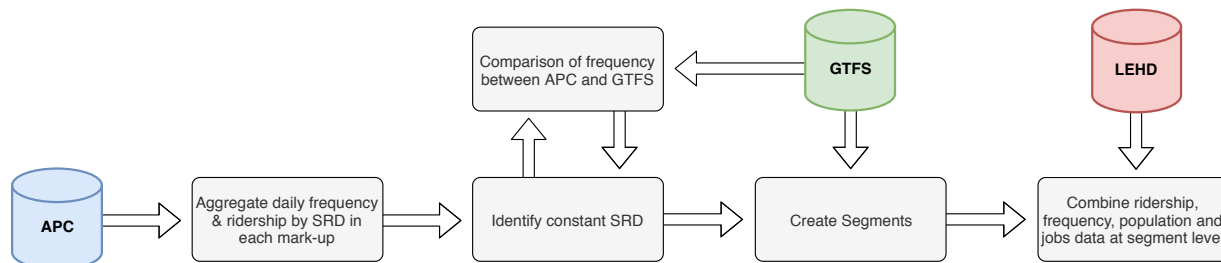 Comparison of frequency
between APC and GTFS
GTFS
LEHD
APC
Aggregate daily frequency
& ridership by SRD in
each mark-up
Identify constant SRD
Create Segments
Combine ridership,
frequency, population and
jobs data at segment level